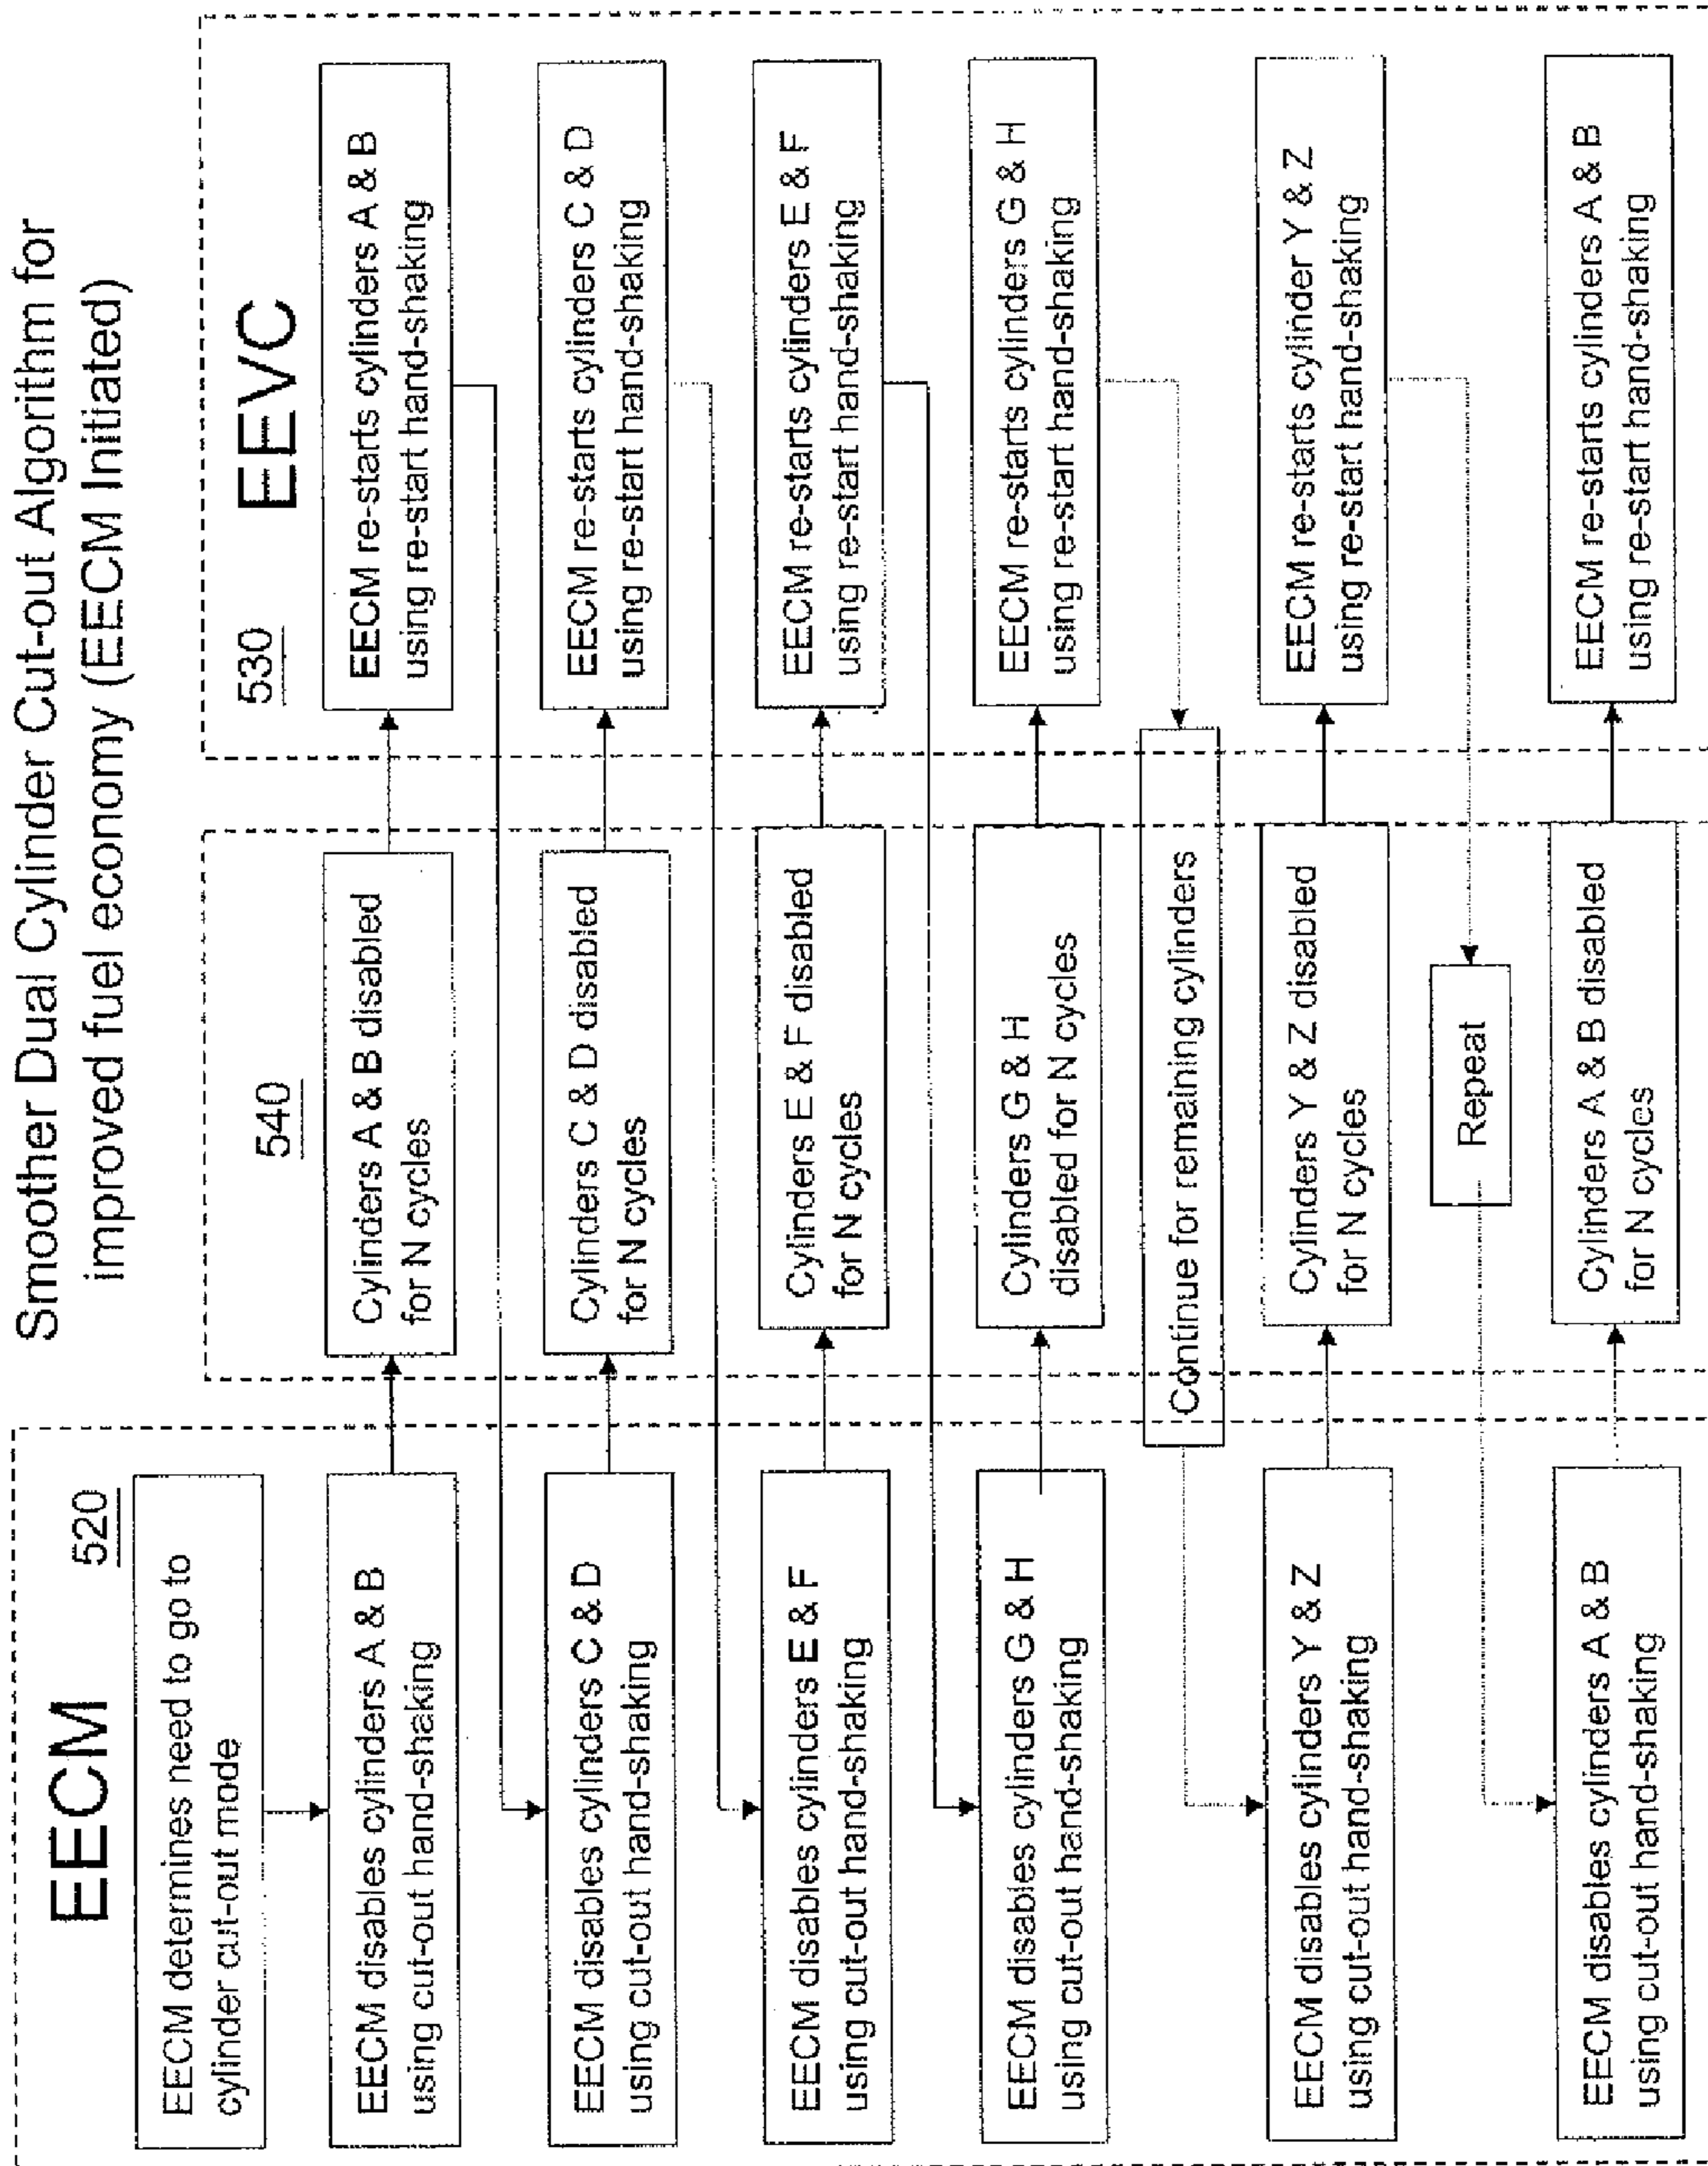 Smoother Dual Cylinder Cut-out Algorithm for
improved fuel economy (EECM Initiated)
EECM
520
540
530
EEVC
EECM determines need to go to
cylinder cut-out mode
EECM disables cylinders A & B
using cut-out hand-shaking
Cylinders A & B disabled
for N cycles
EECM re-starts cylinders A & B
using re-start hand-shaking
EECM disables cylinders C & D
using cut-out hand-shaking
Cylinders C & D disabled
for N cycles
EECM re-starts cylinders C & D
using re-start hand-shaking
EECM disables cylinders E & F
using cut-out hand-shaking
Cylinders E & F disabled
for N cycles
EECM re-starts cylinders E & F
using re-start hand-shaking
EECM disables cylinders G & H
using cut-out hand-shaking
Cylinders G & H
disabled for N cycles
EECM re-starts cylinders G & H
using re-start hand-shaking
Continue for remaining cylinders
EECM disables cylinders Y & Z
using cut-out hand-shaking
Cylinders Y & Z disabled
for N cycles
EECM re-starts cylinder Y & Z
using re-start hand-shaking
Repeat
EECM disables cylinders A & B
using cut-out hand-shaking
Cylinders A & B disabled
for N cycles
EECM re-starts cylinders A & B
using re-start hand-shaking